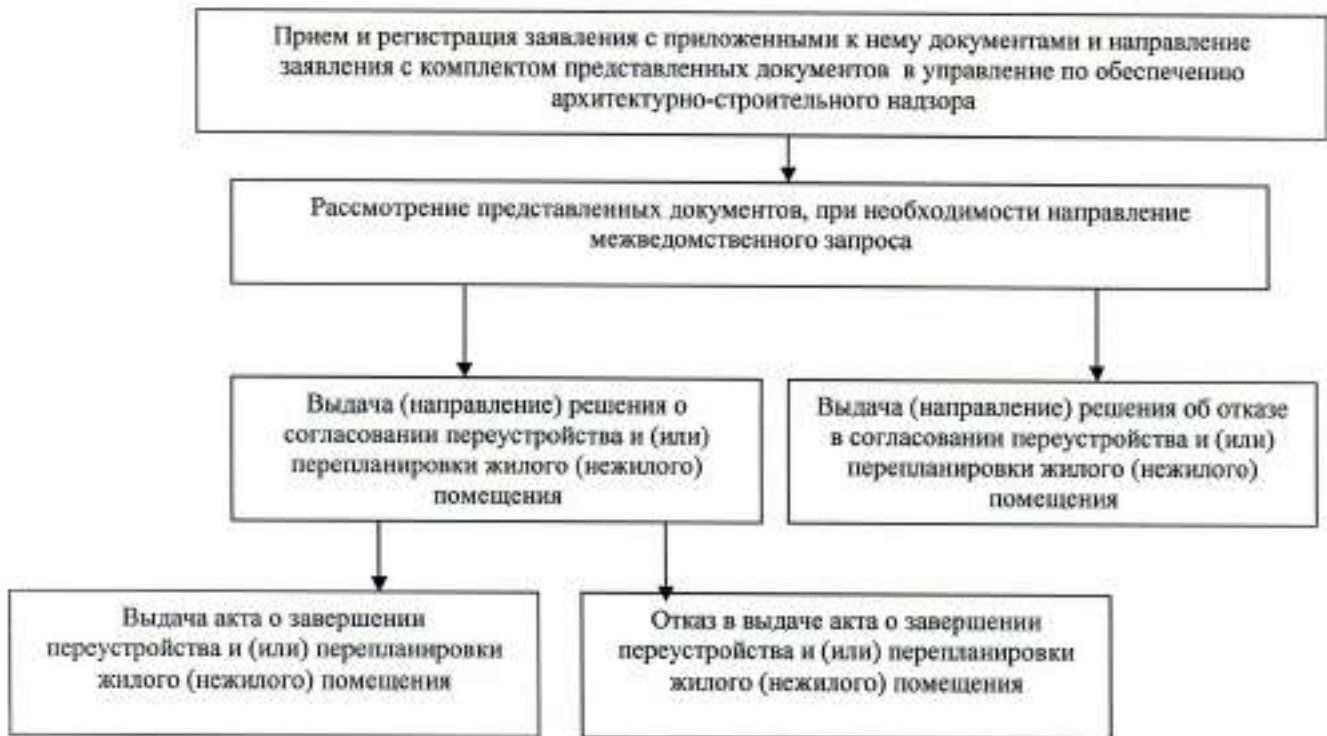 Прием и регистрация заявления с приложенными к нему документами и направление
заявления с комплектом представленных документов в управление по обеспечению
архитектурно-строительного надзора
Рассмотрение представленных документов, при необходимости направление
межведомственного запроса
Выдача (направление) решения о
согласовании переустройства и (или)
перепланировки жилого (нежилого)
помещения
Выдача (направление) решения об отказе
в согласовании переустройства и (или)
перепланировки жилого (нежилого)
помещения
Выдача акта о завершении
переустройства и (или) перепланировки
жилого (нежилого) помещения
Отказ в выдаче акта о завершении
переустройства и (или) перепланировки
жилого (нежилого) помещения